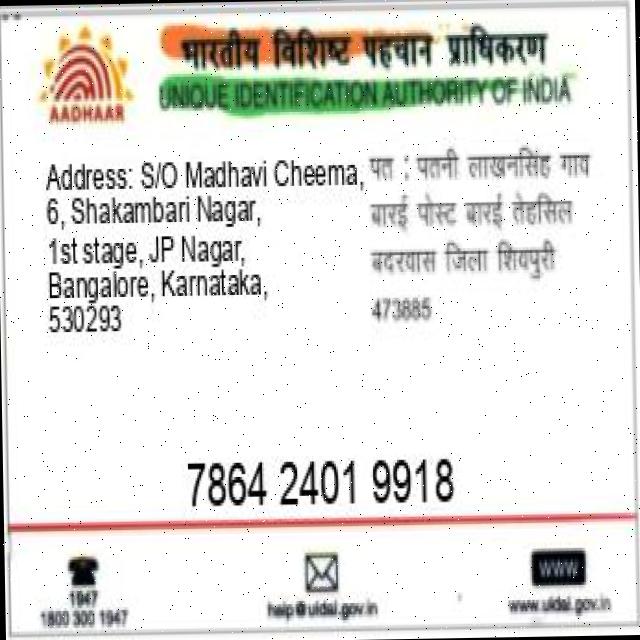 भारतीय विशिष्ट पहचान प्राधिकरण
UNIQUE IDENTIFICATION AUTHORITY OF INDIA
AADHAAR
Address: S/O Madhavi Cheema,
6, Shakambari Nagar,
1st stage, JP Nagar,
Bangalore, Karnataka,
530293
पत : पतनी लाखनसिंह गाव
बारई पोस्ट बारई तेहसिल
बदरवास जिला शिवपुरी
473885
7864 2401 9918
1947
1800 300 1947
help@uidai.gov.in
www
www.uidai.gov.in